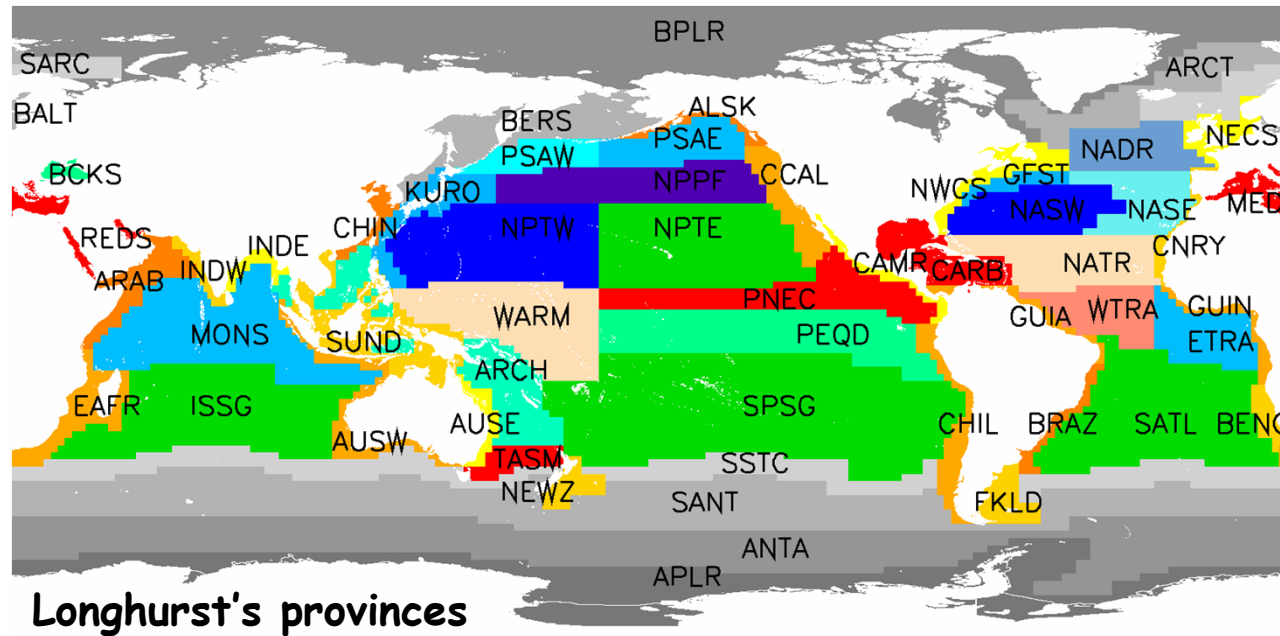 BPLR
SARC
ARCT
BALT
ALSK
BERS
PSAE
NECS
PSAW
NADR
BCKS
NPPF
CCAL
GFST
KURO
NWCS
NASW
NASE
MED
CHIN
NPTW
NPTE
REDS
INDE
CNRY
INDW
CAMR
CARB
NATR
ARAB
PNEC
GUIN
WARM
GUIA
WTRA
MONS
SUND
PEQD
ETRA
ARCH
EAFR
ISSG
SPSG
AUSE
CHIL
BRAZ
SATL
BENG
AUSW
TASM
SSTC
NEWZ
SANT
FKLD
ANTA
APLR
Longhurst's provinces